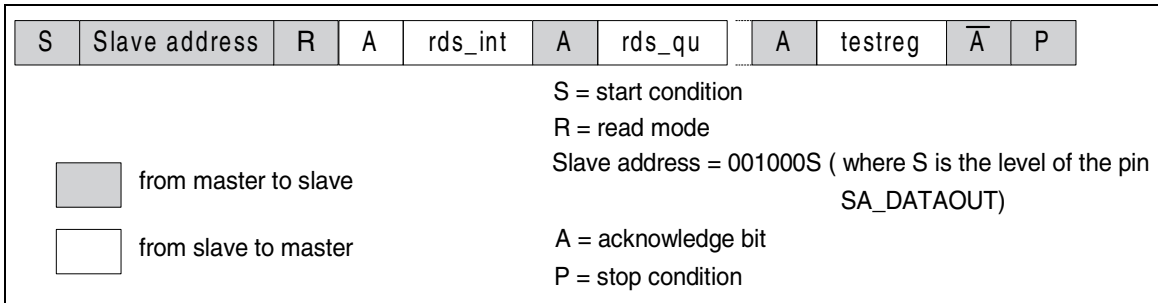 S Slave address R A rds_int A rds_qu A testreg A̅ P
S = start condition
R = read mode
Slave address = 001000S ( where S is the level of the pin
SA_DATAOUT)
from master to slave
from slave to master
A = acknowledge bit
P = stop condition